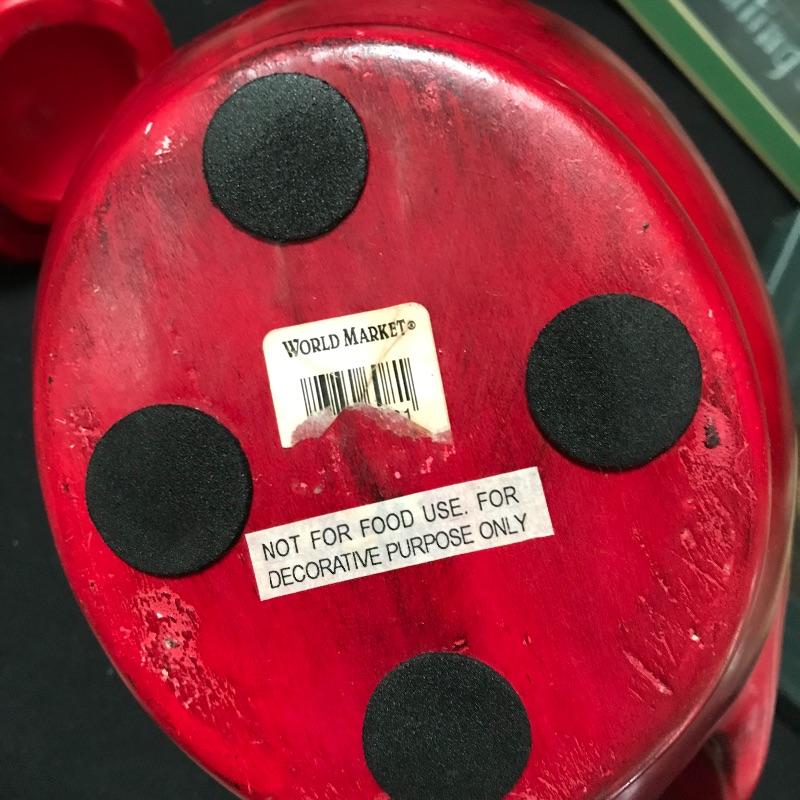 WORLD MARKET®
NOT FOR FOOD USE. FOR
DECORATIVE PURPOSE ONLY